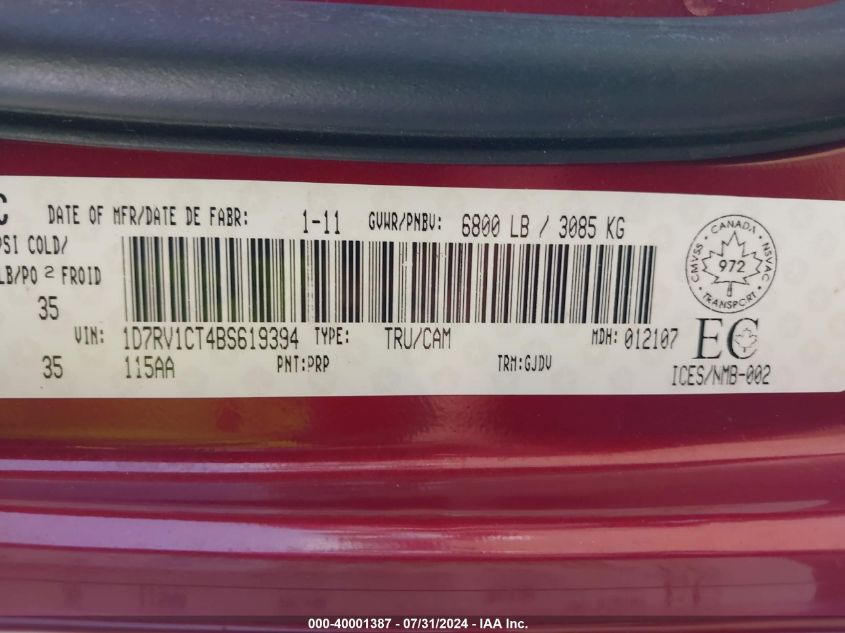 C DATE OF MFR/DATE DE FABR: 1-11 GVWR/PNBV: 6800 LB / 3085 KG
PSI COLD/
LB/PO 2 FROID
35
VIN: 1D7RV1CT4BS619394 TYPE: TRU/CAM MDH: 012107
35 115AA PNT:PRP TRM:GJDV
CANADA
CMVSS 972 NSVAC
TRANSPORT
EC
ICES/NMB-002
000-40001387 - 07/31/2024 - IAA Inc.